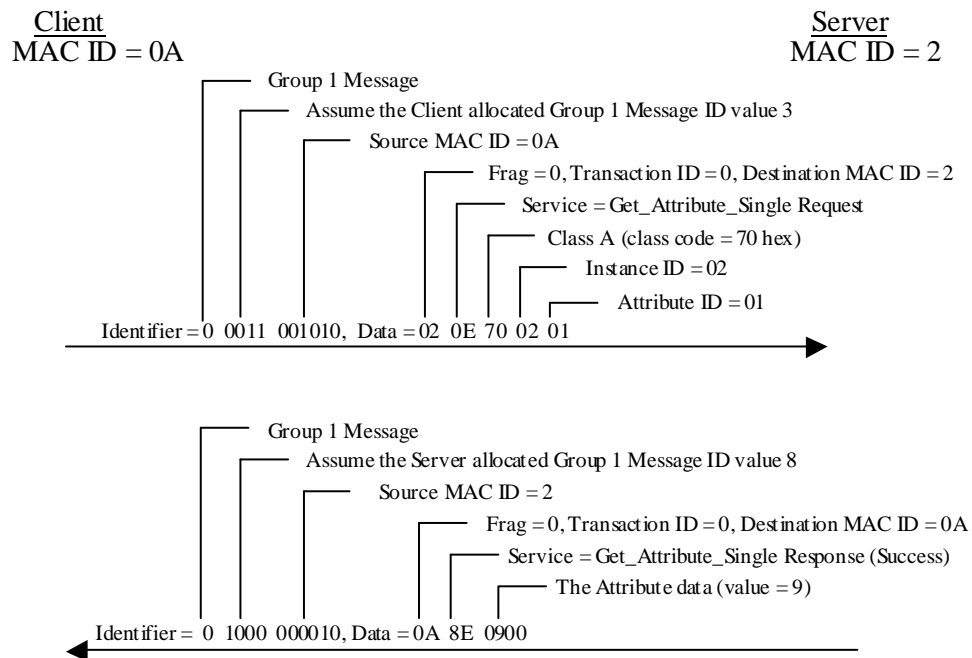 Client
MAC ID = 0A
Server
MAC ID = 2
Group 1 Message
Assume the Client allocated Group 1 Message ID value 3
Source MAC ID = 0A
Frag = 0, Transaction ID = 0, Destination MAC ID = 2
Service = Get_Attribute_Single Request
Class A (class code = 70 hex)
Instance ID = 02
Attribute ID = 01
Identifier = 0 0011 001010, Data = 02 0E 70 02 01
Group 1 Message
Assume the Server allocated Group 1 Message ID value 8
Source MAC ID = 2
Frag = 0, Transaction ID = 0, Destination MAC ID = 0A
Service = Get_Attribute_Single Response (Success)
The Attribute data (value = 9)
Identifier = 0 1000 000010, Data = 0A 8E 0900